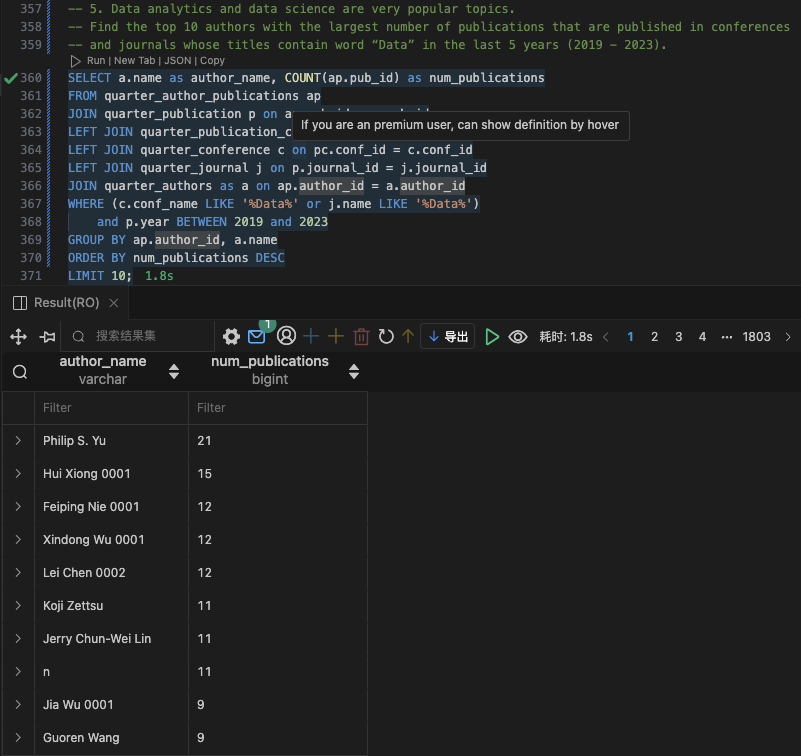 357 -- 5. Data analytics and data science are very popular topics.
358 -- Find the top 10 authors with the largest number of publications that are published in conferences
359 -- and journals whose titles contain word “Data” in the last 5 years (2019 - 2023).
Run | New Tab | JSON | Copy
360 SELECT a.name as author_name, COUNT(ap.pub_id) as num_publications
361 FROM quarter_author_publications ap
362 JOIN quarter_publication p on
363 LEFT JOIN quarter_publication_c
If you are an premium user, can show definition by hover
364 LEFT JOIN quarter_conference c on pc.conf_id = c.conf_id
365 LEFT JOIN quarter_journal j on p.journal_id = j.journal_id
366 JOIN quarter_authors as a on ap.author_id = a.author_id
367 WHERE (c.conf_name LIKE '%Data%' or j.name LIKE '%Data%')
368 and p.year BETWEEN 2019 and 2023
369 GROUP BY ap.author_id, a.name
370 ORDER BY num_publications DESC
371 LIMIT 10; 1.8s
Result(RO)
搜索结果集 1 导出 耗时: 1.8s 1 2 3 4 ... 1803
author_name num_publications
varchar bigint
Filter Filter
Philip S. Yu 21
Hui Xiong 0001 15
Feiping Nie 0001 12
Xindong Wu 0001 12
Lei Chen 0002 12
Koji Zettsu 11
Jerry Chun-Wei Lin 11
n 11
Jia Wu 0001 9
Guoren Wang 9